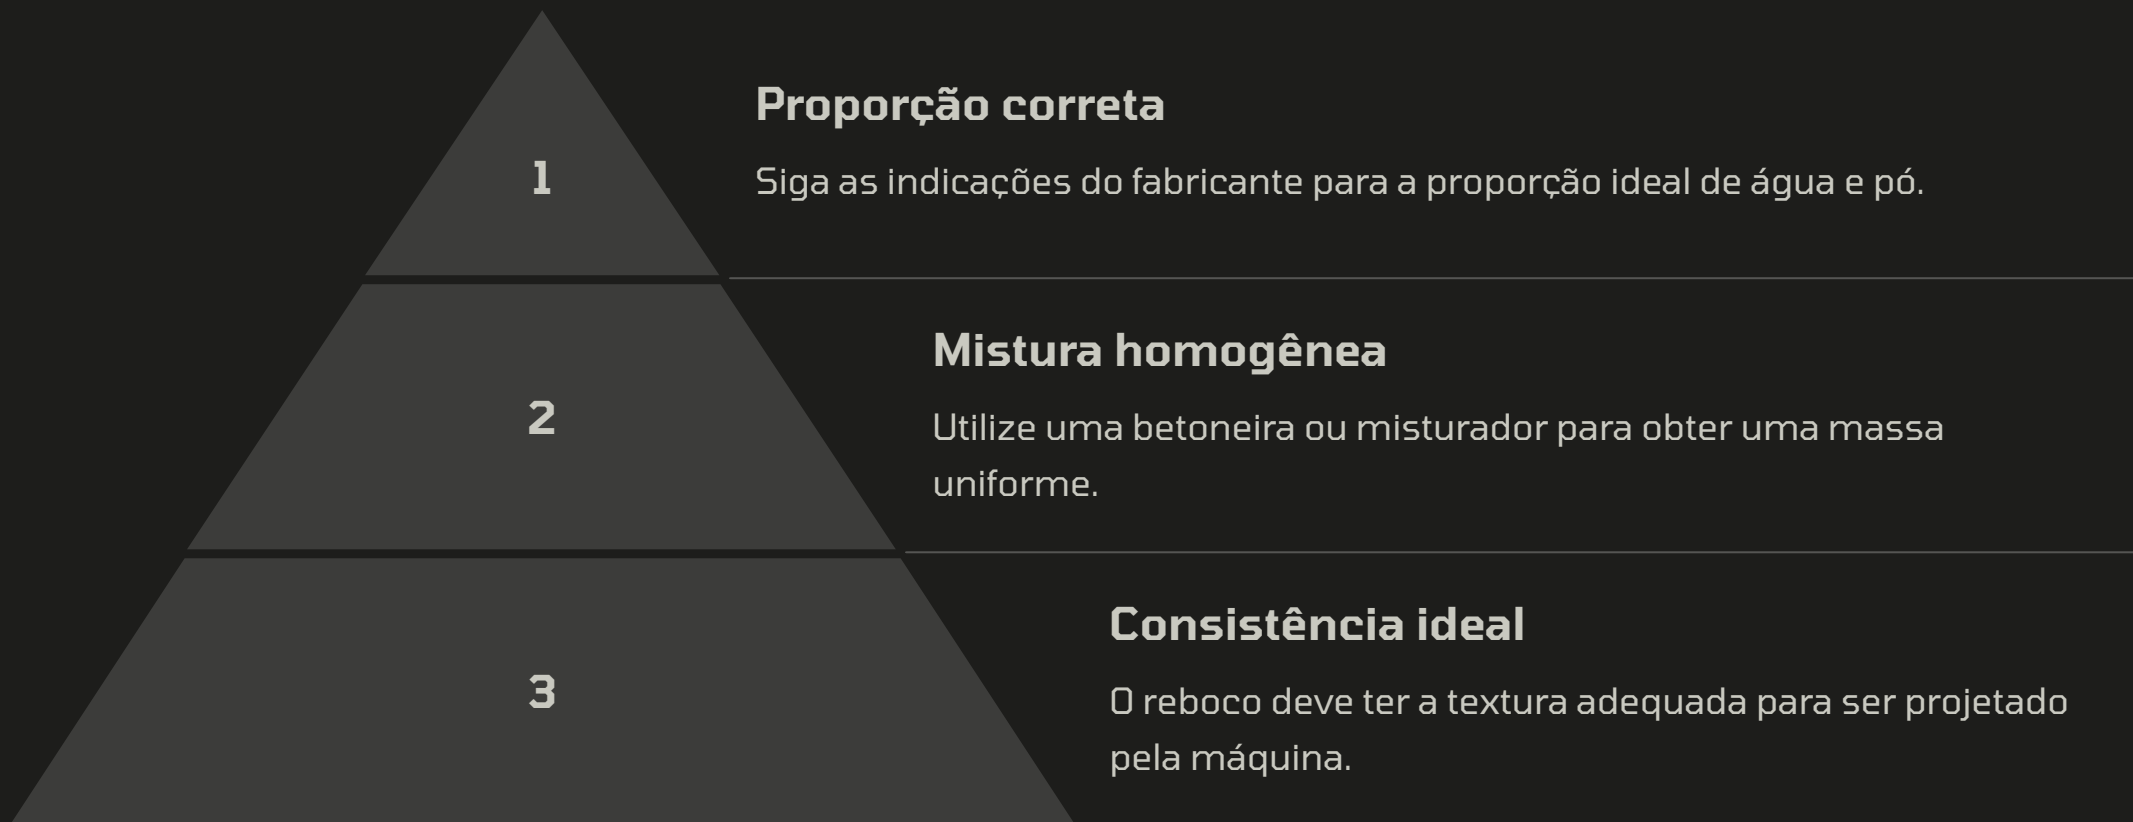 1
Proporção correta
Siga as indicações do fabricante para a proporção ideal de água e pó.
2
Mistura homogênea
Utilize uma betoneira ou misturador para obter uma massa
uniforme.
3
Consistência ideal
O reboco deve ter a textura adequada para ser projetado
pela máquina.